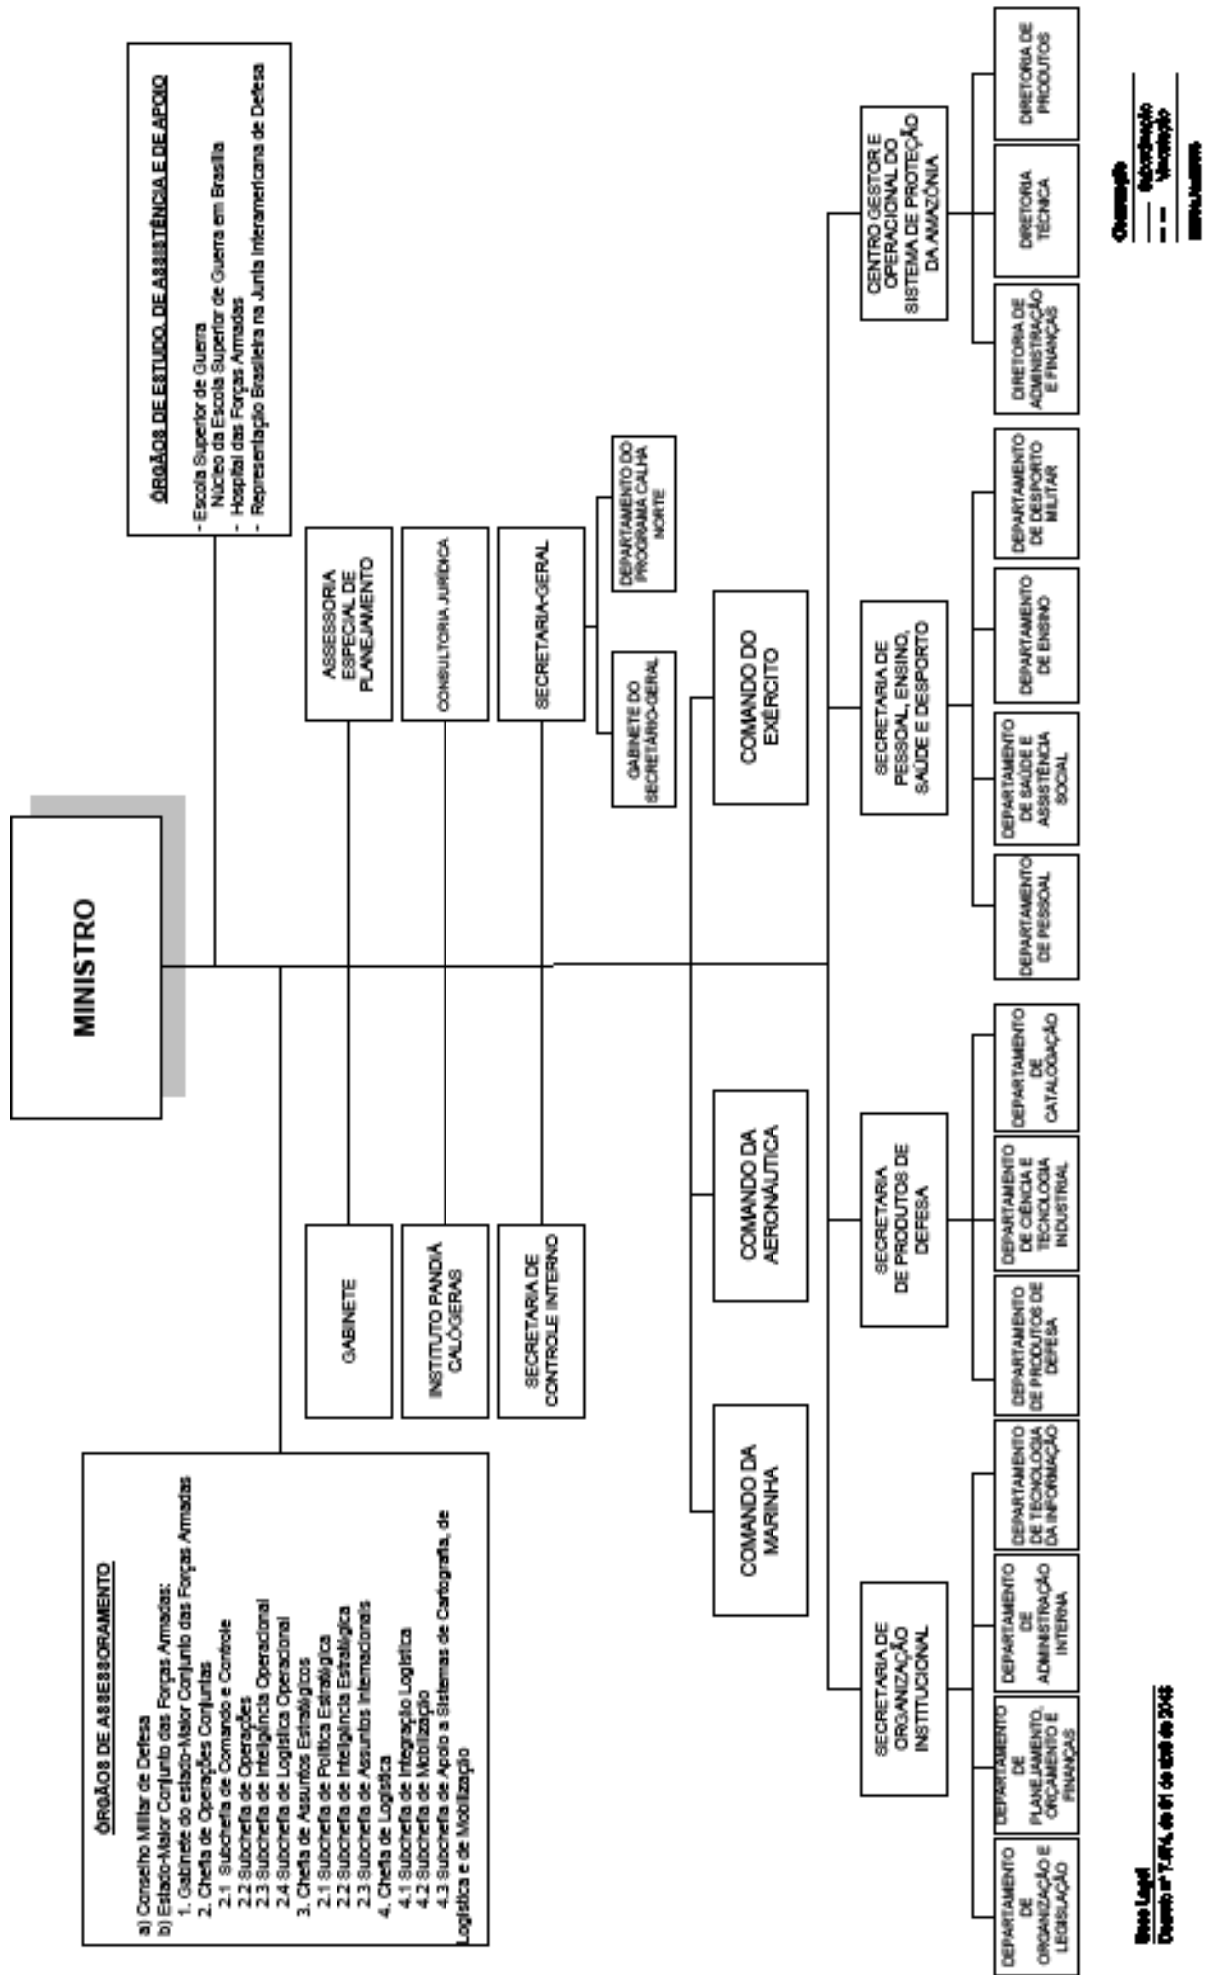 MINISTRO
ÓRGÃOS DE ASSESSORAMENTO
a) Conselho Militar de Defesa
b) Estado-Maior Conjunto das Forças Armadas:
1. Gabinete do estado-Maior Conjunto das Forças Armadas
2. Chefia de Operações Conjuntas
2.1 Subchefia de Comando e Controle
2.2 Subchefia de Operações
2.3 Subchefia de Inteligência Operacional
2.4 Subchefia de Logística Operacional
3. Chefia de Assuntos Estratégicos
2.1 Subchefia de Política Estratégica
2.2 Subchefia de Inteligência Estratégica
2.3 Subchefia de Assuntos Internacionais
4. Chefia de Logística
4.1 Subchefia de Integração Logística
4.2 Subchefia de Mobilização
4.3 Subchefia de Apoio a Sistemas de Cartografia, de
Logística e de Mobilização
ÓRGÃOS DE ESTUDO, DE ASSISTÊNCIA E DE APOIO
- Escola Superior de Guerra
Núcleo da Escola Superior de Guerra em Brasília
- Hospital das Forças Armadas
- Representação Brasileira na Junta Interamericana de Defesa
GABINETE
ASSESSORIA
ESPECIAL DE
PLANEJAMENTO
INSTITUTO PANDIÁ
CALÓGERAS
CONSULTORIA JURÍDICA
SECRETARIA DE
CONTROLE INTERNO
SECRETARIA-GERAL
GABINETE DO
SECRETÁRIO-GERAL
DEPARTAMENTO DO
PROGRAMA CALHA
NORTE
COMANDO DA
MARINHA
COMANDO DA
AERONÁUTICA
COMANDO DO
EXÉRCITO
SECRETARIA DE
ORGANIZAÇÃO
INSTITUCIONAL
SECRETARIA
DE PRODUTOS DE
DEFESA
SECRETARIA DE
PESSOAL, ENSINO,
SAÚDE E DESPORTO
CENTRO GESTOR E
OPERACIONAL DO
SISTEMA DE PROTEÇÃO
DA AMAZÔNIA
DEPARTAMENTO
DE
ORGANIZAÇÃO E
LEGISLAÇÃO
DEPARTAMENTO
DE
PLANEJAMENTO,
ORÇAMENTO E
FINANÇAS
DEPARTAMENTO
DE
ADMINISTRAÇÃO
INTERNA
DEPARTAMENTO
DE TECNOLOGIA
DA INFORMAÇÃO
DEPARTAMENTO
DE PRODUTOS DE
DEFESA
DEPARTAMENTO
DE CIÊNCIA E
TECNOLOGIA
INDUSTRIAL
DEPARTAMENTO
DE
CATALOGAÇÃO
DEPARTAMENTO
DE PESSOAL
DEPARTAMENTO
DE SAÚDE E
ASSISTÊNCIA
SOCIAL
DEPARTAMENTO
DE ENSINO
DEPARTAMENTO
DE DESPORTO
MILITAR
DIRETORIA DE
ADMINISTRAÇÃO
E FINANÇAS
DIRETORIA
TÉCNICA
DIRETORIA DE
PRODUTOS
Base Legal
Decreto nº
Subordinação
Vinculação